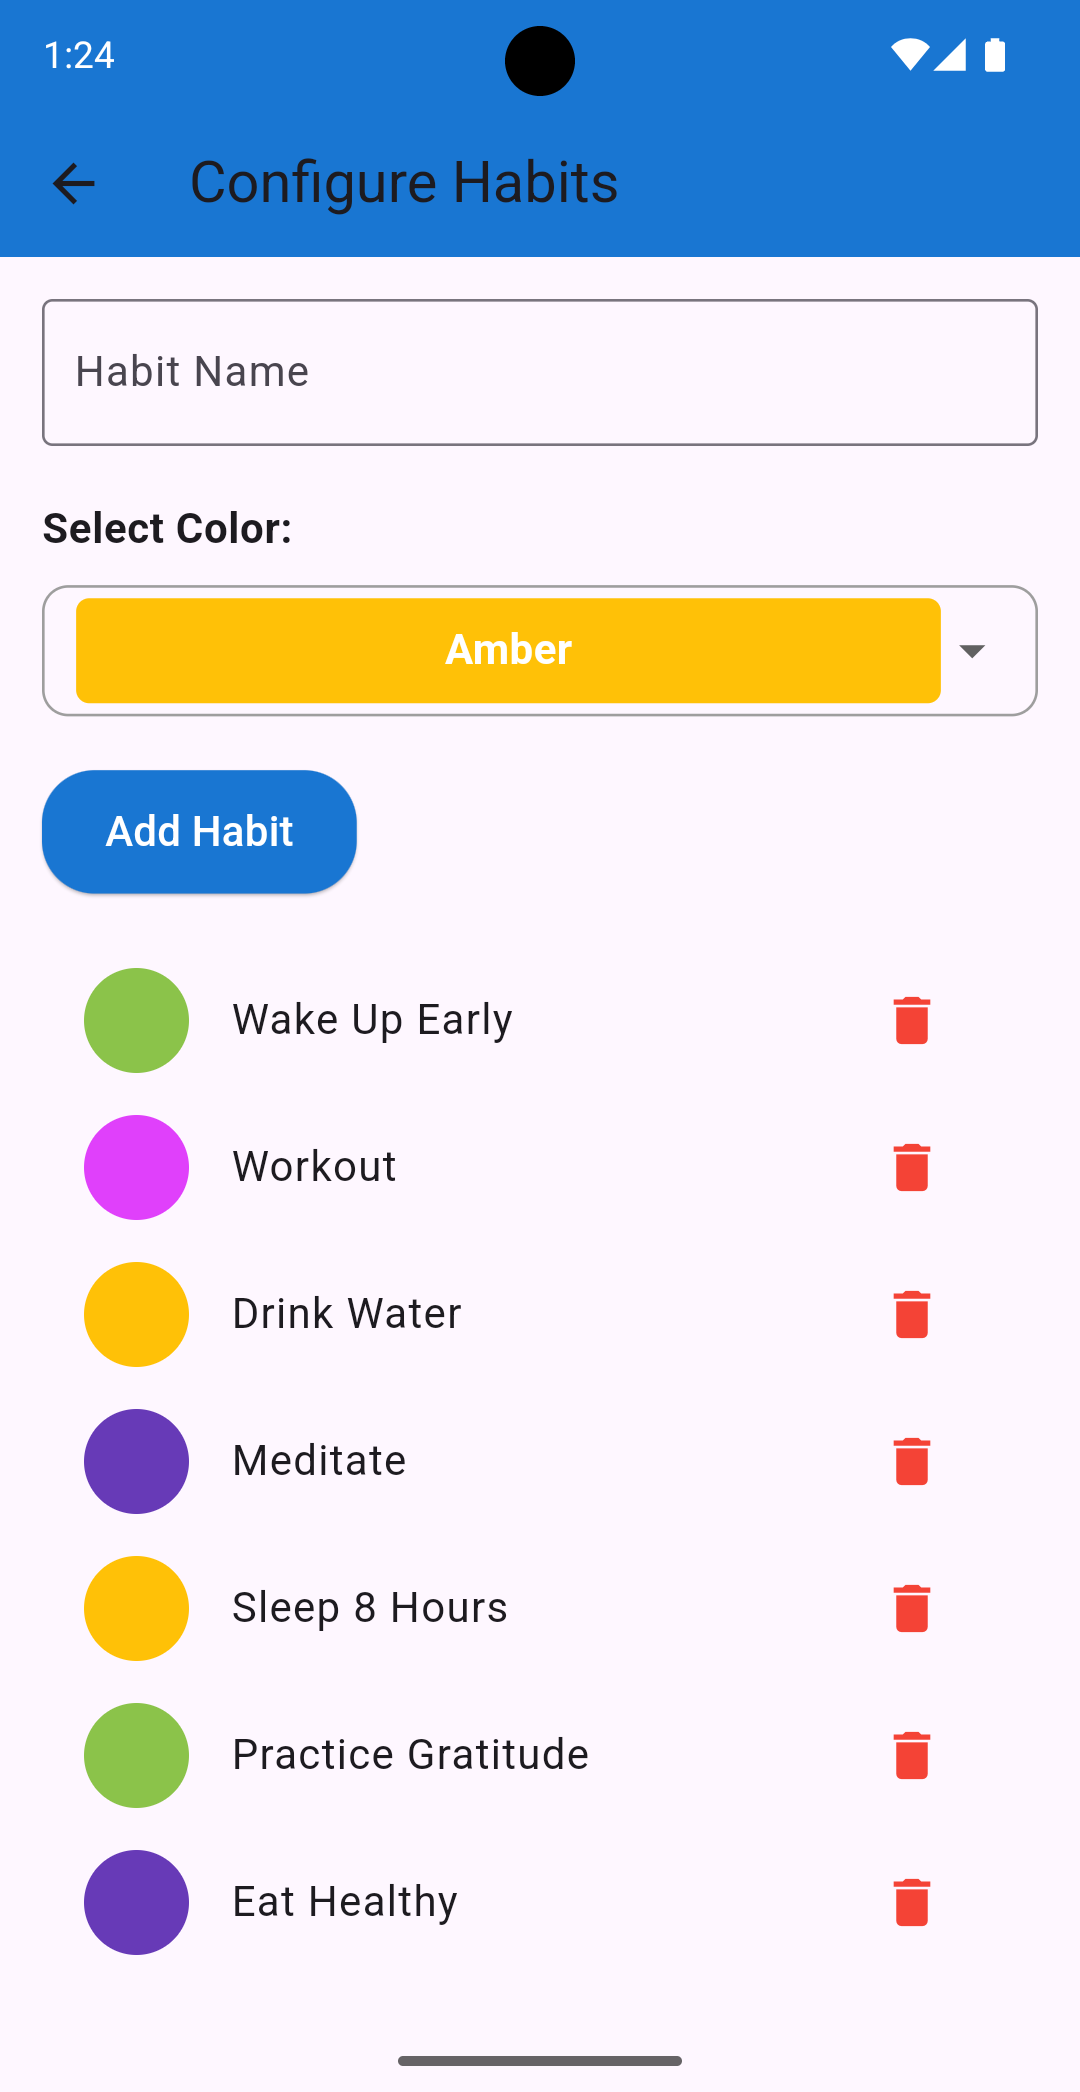 1:24
Configure Habits
Habit Name
Select Color:
Amber
Add Habit
Wake Up Early
Workout
Drink Water
Meditate
Sleep 8 Hours
Practice Gratitude
Eat Healthy